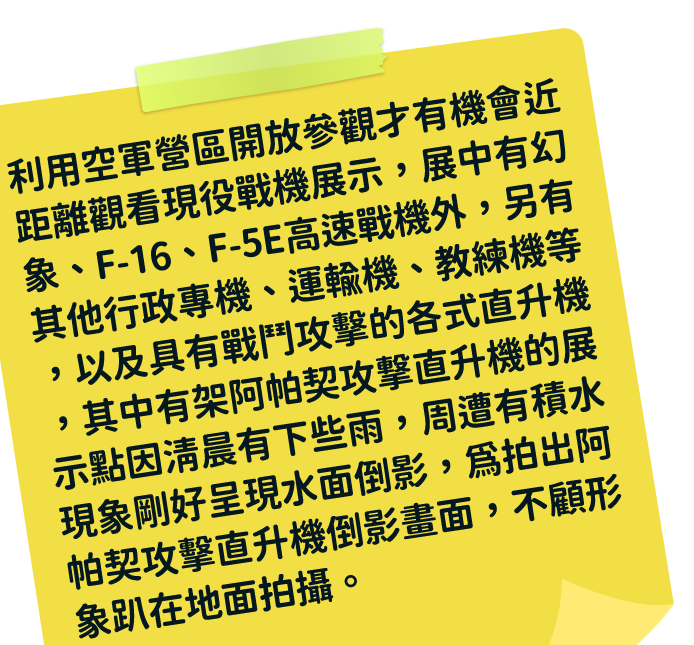 利用空軍營區開放參觀才有機會近
距離觀看現役戰機展示，展中有幻
象、F-16、F-5E高速戰機外，另有
其他行政專機、運輸機、教練機等
，以及具有戰鬥攻擊的各式直升機
，其中有架阿帕契攻擊直升機的展
示點因清晨有下些雨，周遭有積水
現象剛好呈現水面倒影，為拍出阿
帕契攻擊直升機倒影畫面，不顧形
象趴在地面拍攝。